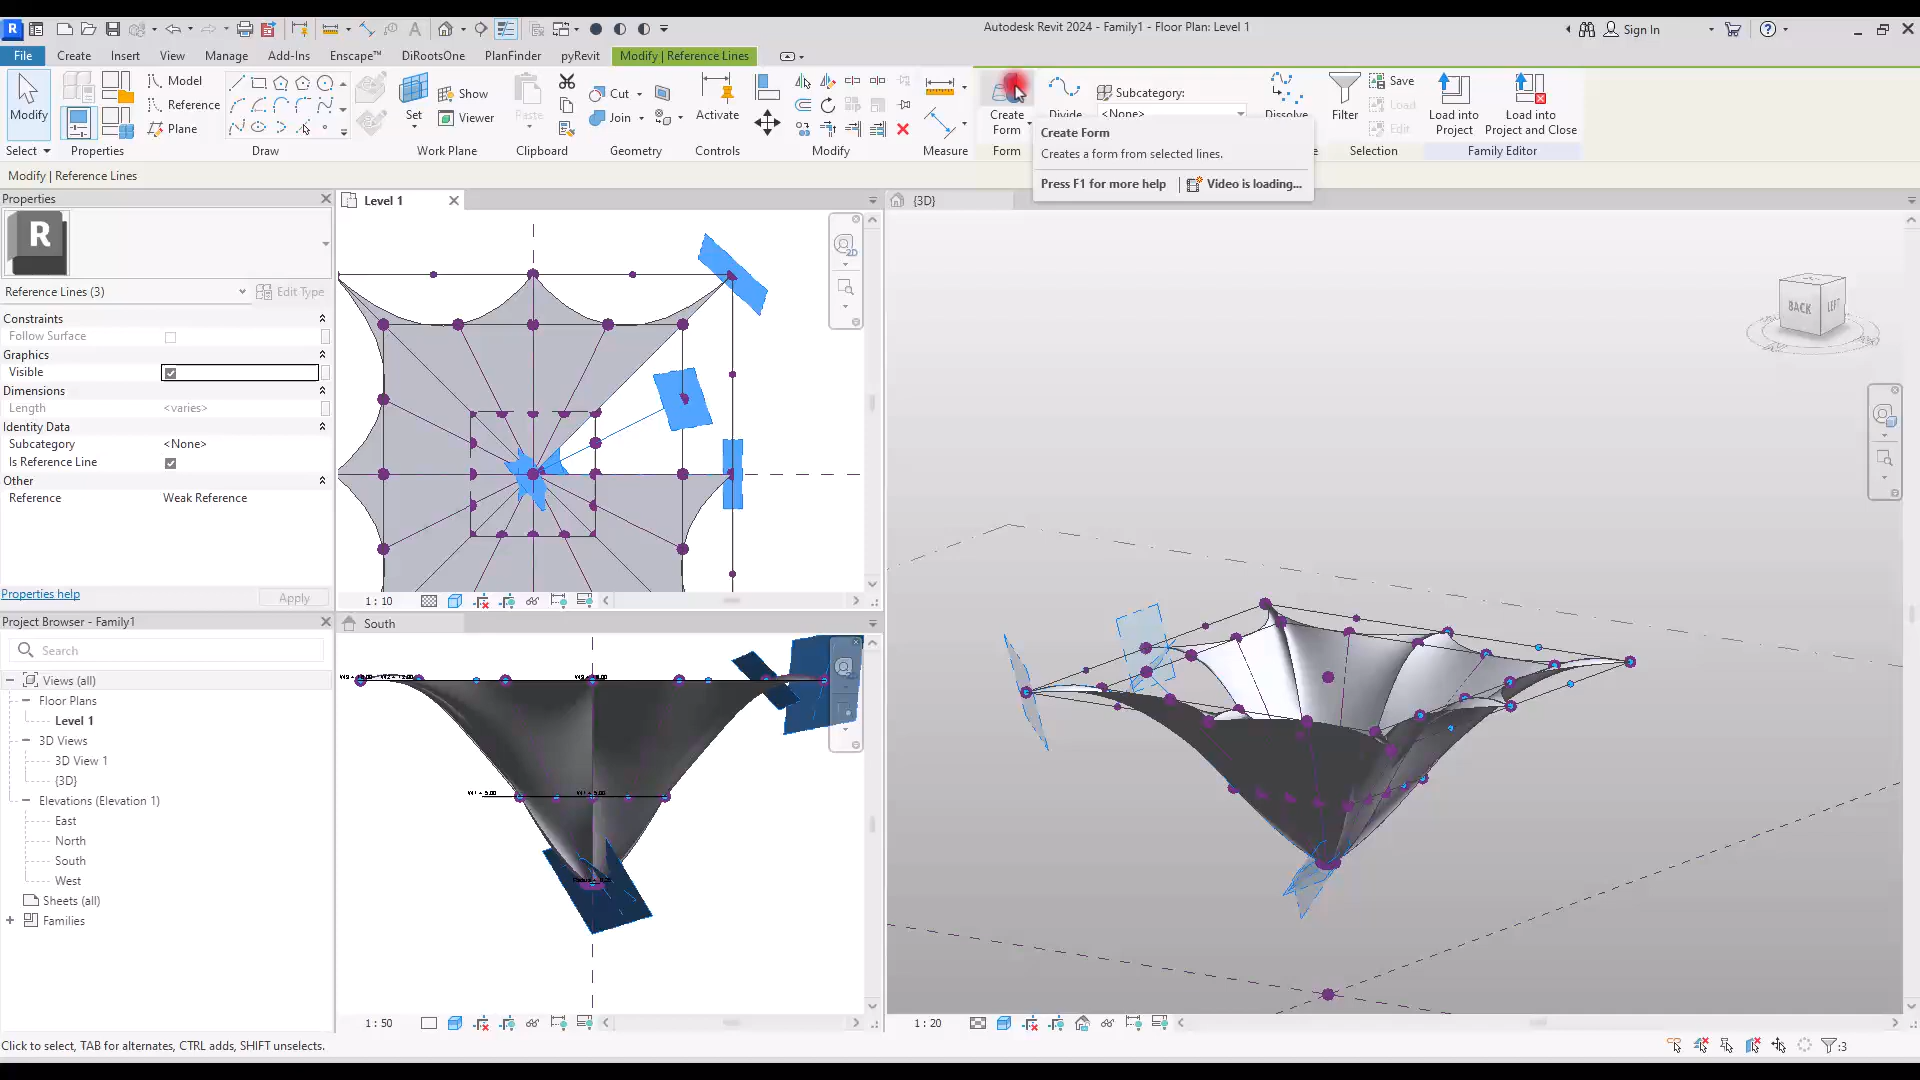 Autodesk Revit 2024 - Family1 - Floor Plan: Level 1
Sign In
File
Create
Insert
View
Manage
Add-Ins
Enscape™
DiRootsOne
PlanFinder
pyRevit
Modify | Reference Lines
Modify
Select
Properties
Model
Reference
Plane
Draw
Set
Show
Viewer
Work Plane
Paste
Clipboard
Cut
Join
Geometry
Activate
Controls
Modify
Measure
Create
Form
Form
Divide
Subcategory:
<None>
Dissolve
Filter
Save
Load
Edit
Selection
Load into
Project
Load into
Project and Close
Family Editor
Create Form
Creates a form from selected lines.
Press F1 for more help
Video is loading...
Modify | Reference Lines
Properties
R
Reference Lines (3)
Edit Type
Constraints
Follow Surface
Graphics
Visible
Dimensions
Length <varies>
Identity Data
Subcategory <None>
Is Reference Line
Other
Reference Weak Reference
Properties help
Apply
Project Browser - Family1
Search
Views (all)
Floor Plans
Level 1
3D Views
3D View 1
{3D}
Elevations (Elevation 1)
East
North
South
West
Sheets (all)
Families
Level 1
2D
1 : 10
South
1 : 50
{3D}
BACK
LEFT
1 : 20
Click to select, TAB for alternates, CTRL adds, SHIFT unselects.
:3